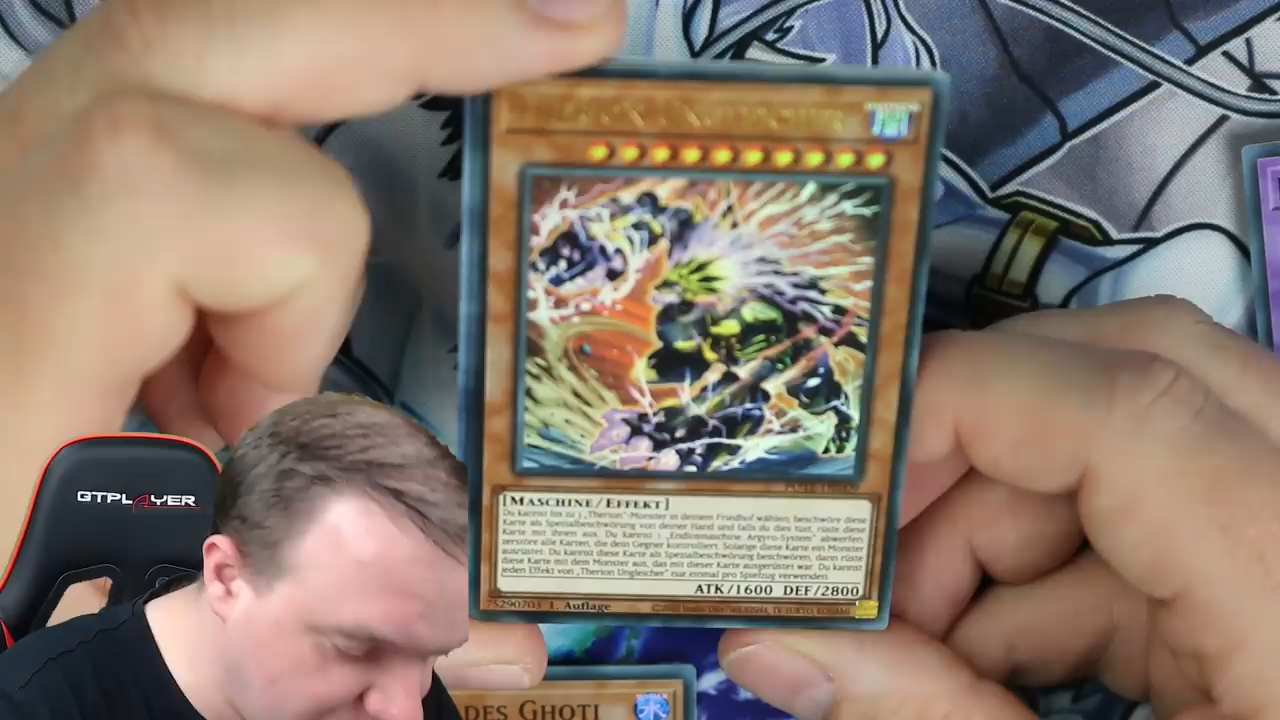 [MASCHINE/EFFEKT]
Du kannst bis zu 3 „Therion"-Monster in deinem Friedhof wählen; beschwöre diese
Karte als Spezialbeschwörung von deiner Hand und falls du dies tust, rüste diese
Karte mit ihnen aus. Du kannst 1 „Endlosmaschine Argyro-System" abwerfen;
zerstöre alle Karten, die dein Gegner kontrolliert. Solange diese Karte ein Monster
ausrüstet: Du kannst diese Karte als Spezialbeschwörung beschwören, dann rüste
diese Karte mit dem Monster aus, das mit dieser Karte ausgerüstet war. Du kannst
jeden Effekt von „Therion Ungleicher" nur einmal pro Spielzug verwenden.
ATK/1600 DEF/2800
75290703 1. Auflage
GTPLAYER
DES GHOTI